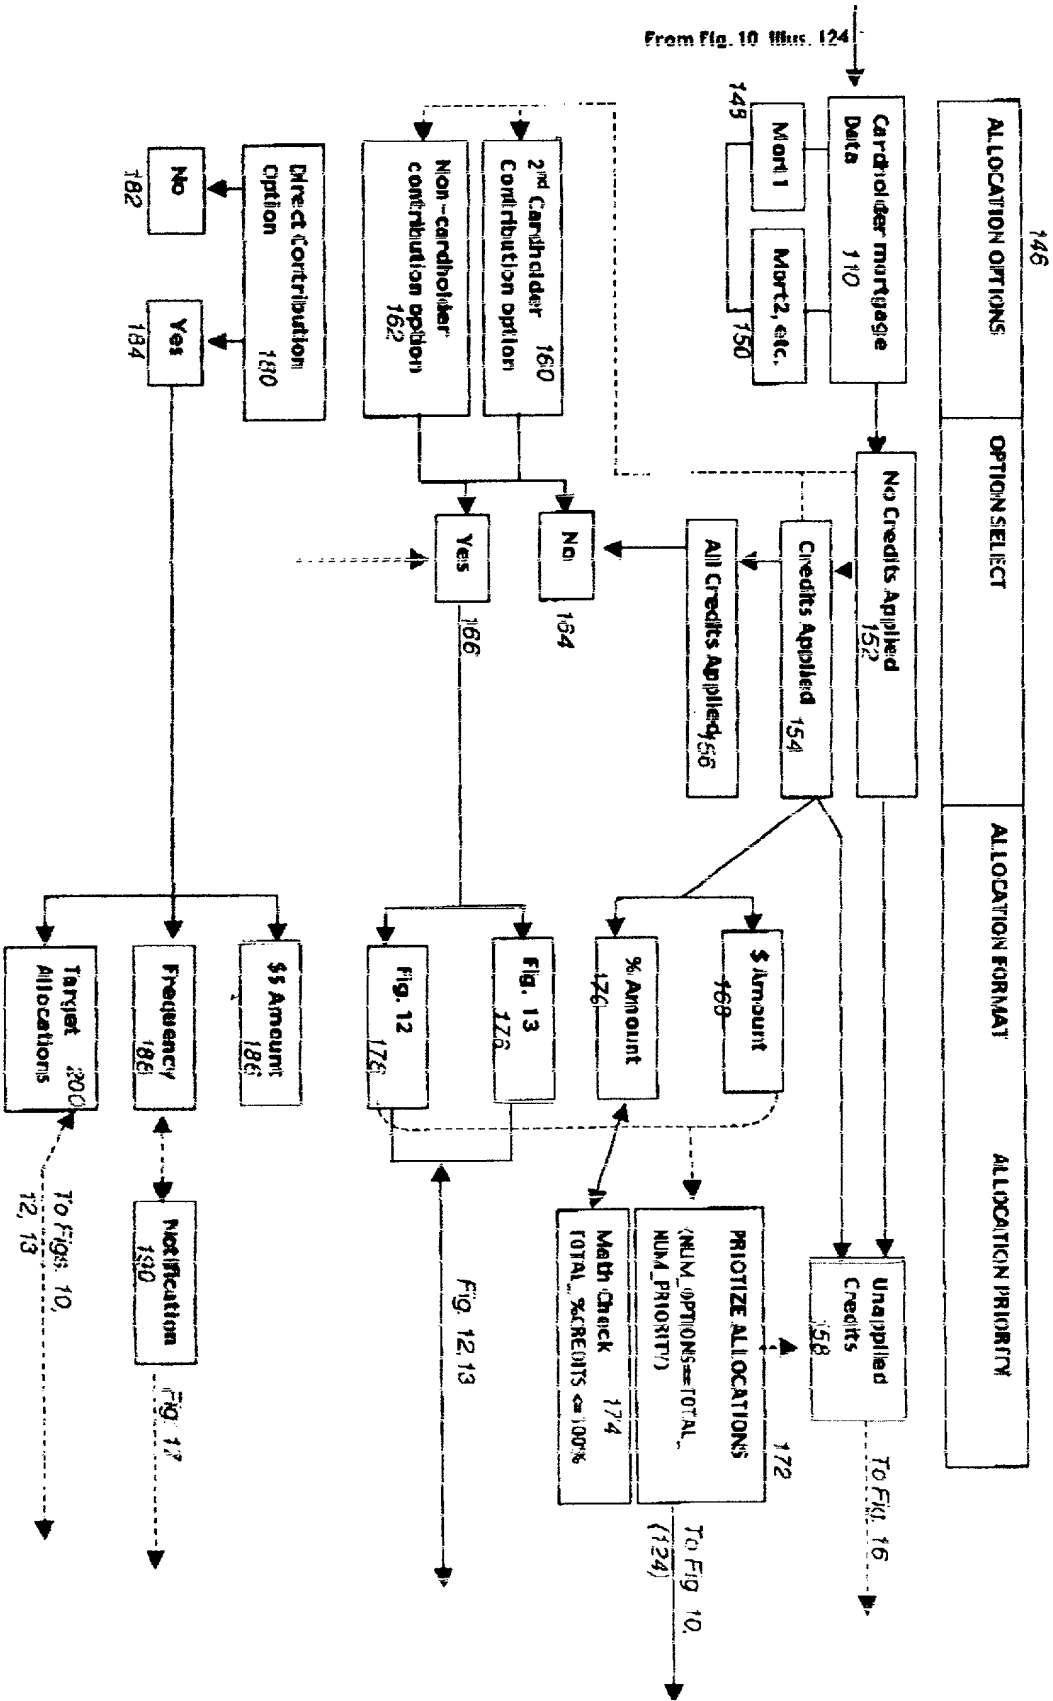 146
ALLOCATION OPTIONS
OPTION SELECT
ALLOCATION FORMAT
ALLOCATION PRIORITY
From Fig. 10 Illus. 124
Cardholder mortgage
Data
110
Mort 1
148
Mort2, etc.
150
No Credits Applied
152
Credits Applied
154
All Credits Applied
156
Unapplied
Credits
158
To Fig. 16
2nd Cardholder
Contribution option
160
Non-cardholder
contribution option
162
No
164
Yes
166
$ Amount
168
% Amount
176
PRIOTIZE ALLOCATIONS
(NUM_OPTIONS==TOTAL_
NUM_PRIORITY)
172
To Fig 10,
(124)
Math Check
174
TOTAL_%CREDITS <=100%
Fig. 13
176
Fig. 12
176
Fig. 12 13
Direct Contribution
Option
180
No
182
Yes
184
$$ Amount
186
Frequency
186
Notification
190
Fig. 17
Target
200
Allocations
To Figs. 10,
12, 13